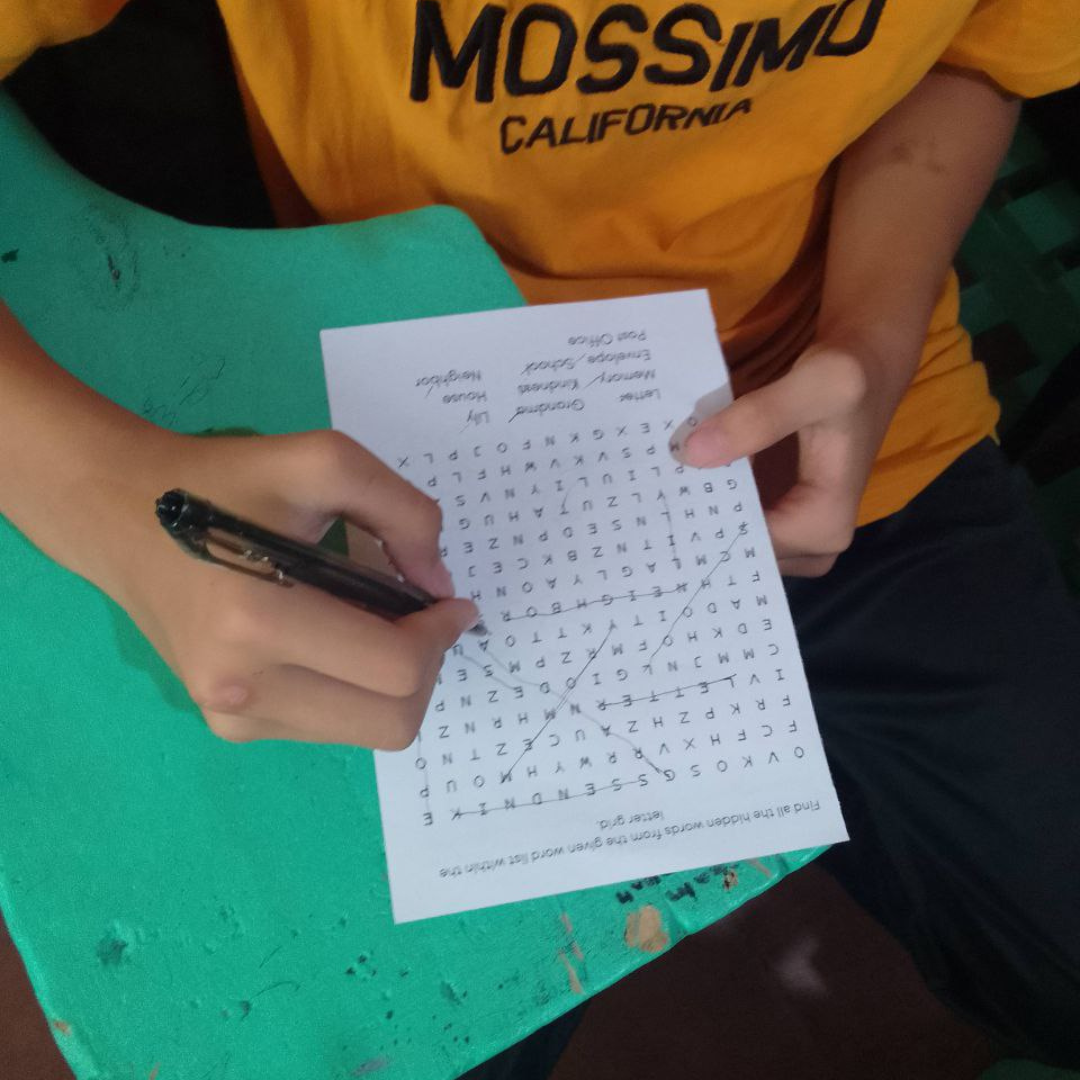 MOSSIMO
CALIFORNIA
Find all the hidden words from the given word list within the
letter grid.
O V K O S G S S E N D N I K E
F C F H X V R R W Y H M O U P
F R K P Z H Z A U C E Z T N O
I V L E T T E R N M H R N Z
C M M J N L G I O D E Z N P
E D K H O F M R Z P M S E
M A D O I T Y K T T O A U
F T H N E I G H B O R
M C M L A G L Y A O N H
S P V I T N Z N B K C E J
P N H L N S E D P N Z E R
G B W Y L Z U T A H U G
P L I U L I Y N V S
P S V K V W H F L P
X E X G K N F O J P L X
Letter Grandma Lily
Memory Kindness House
Envelope School Neighbor
Post Office